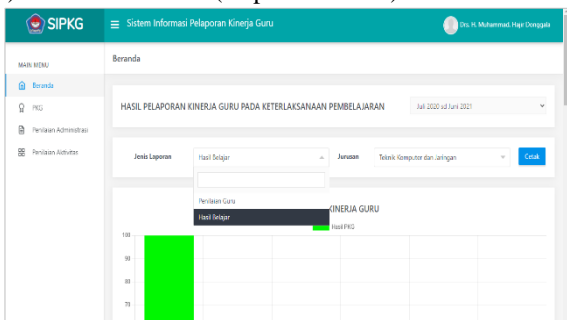 SIPKG
Sistem Informasi Pelaporan Kinerja Guru
Drs. H. Muhammad. Hajir Donggala
MAIN MENU
Beranda
PKG
Penilaian Administrasi
Penilaian Aktivitas
Beranda
HASIL PELAPORAN KINERJA GURU PADA KETERLAKSANAAN PEMBELAJARAN
Juli 2020 sd Juni 2021
Jenis Laporan
Hasil Belajar
Jurusan
Teknik Komputer dan Jaringan
Cetak
Penilaian Guru
Hasil Belajar
KINERJA GURU
Hasil PKG
100
90
80
70